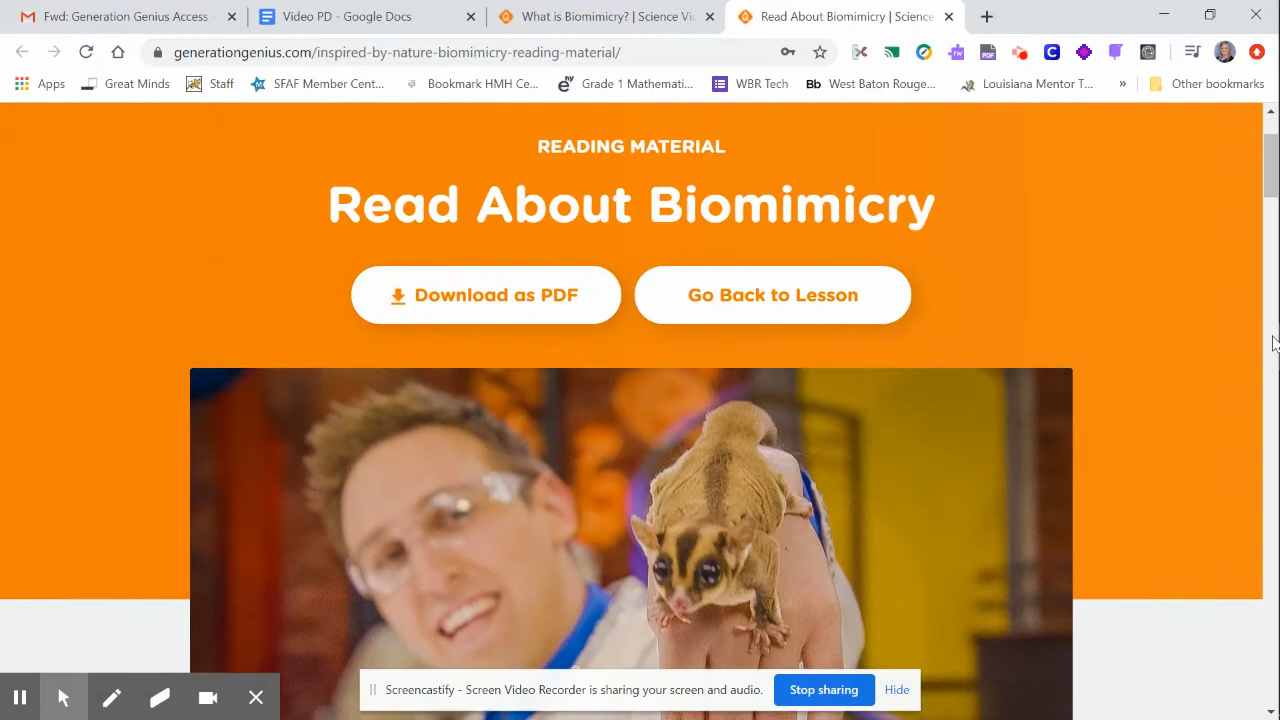 Fwd: Generation Genius Access
Video PD - Google Docs
What is Biomimicry? | Science Vi
Read About Biomimicry | Science
generationgenius.com/inspired-by-nature-biomimicry-reading-material/
Apps
Great Minds
Staff
SEAF Member Cent...
Bookmark HMH Ce...
Grade 1 Mathemati...
WBR Tech
Bb West Baton Rouge...
Louisiana Mentor T...
»
Other bookmarks
READING MATERIAL
Read About Biomimicry
Download as PDF
Go Back to Lesson
Screencastify - Screen Video Recorder is sharing your screen and audio.
Stop sharing
Hide